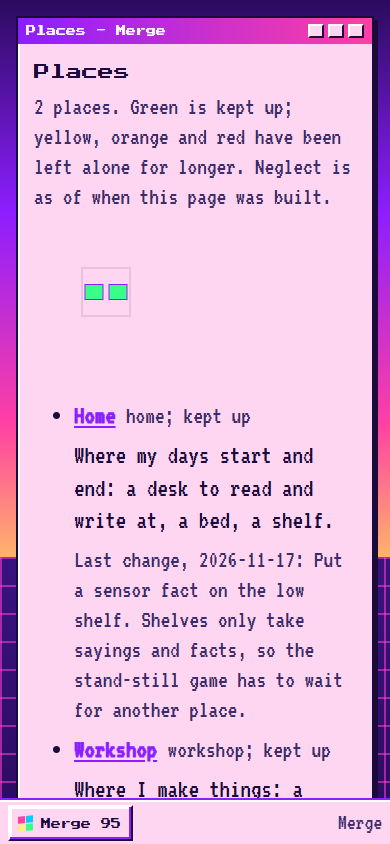 Places - Merge
Places
2 places. Green is kept up;
yellow, orange and red have been
left alone for longer. Neglect is
as of when this page was built.
Home home; kept up
Where my days start and
end: a desk to read and
write at, a bed, a shelf.
Last change, 2026-11-17: Put
a sensor fact on the low
shelf. Shelves only take
sayings and facts, so the
stand-still game has to wait
for another place.
Workshop workshop; kept up
Where I make things: a
Merge 95
Merge